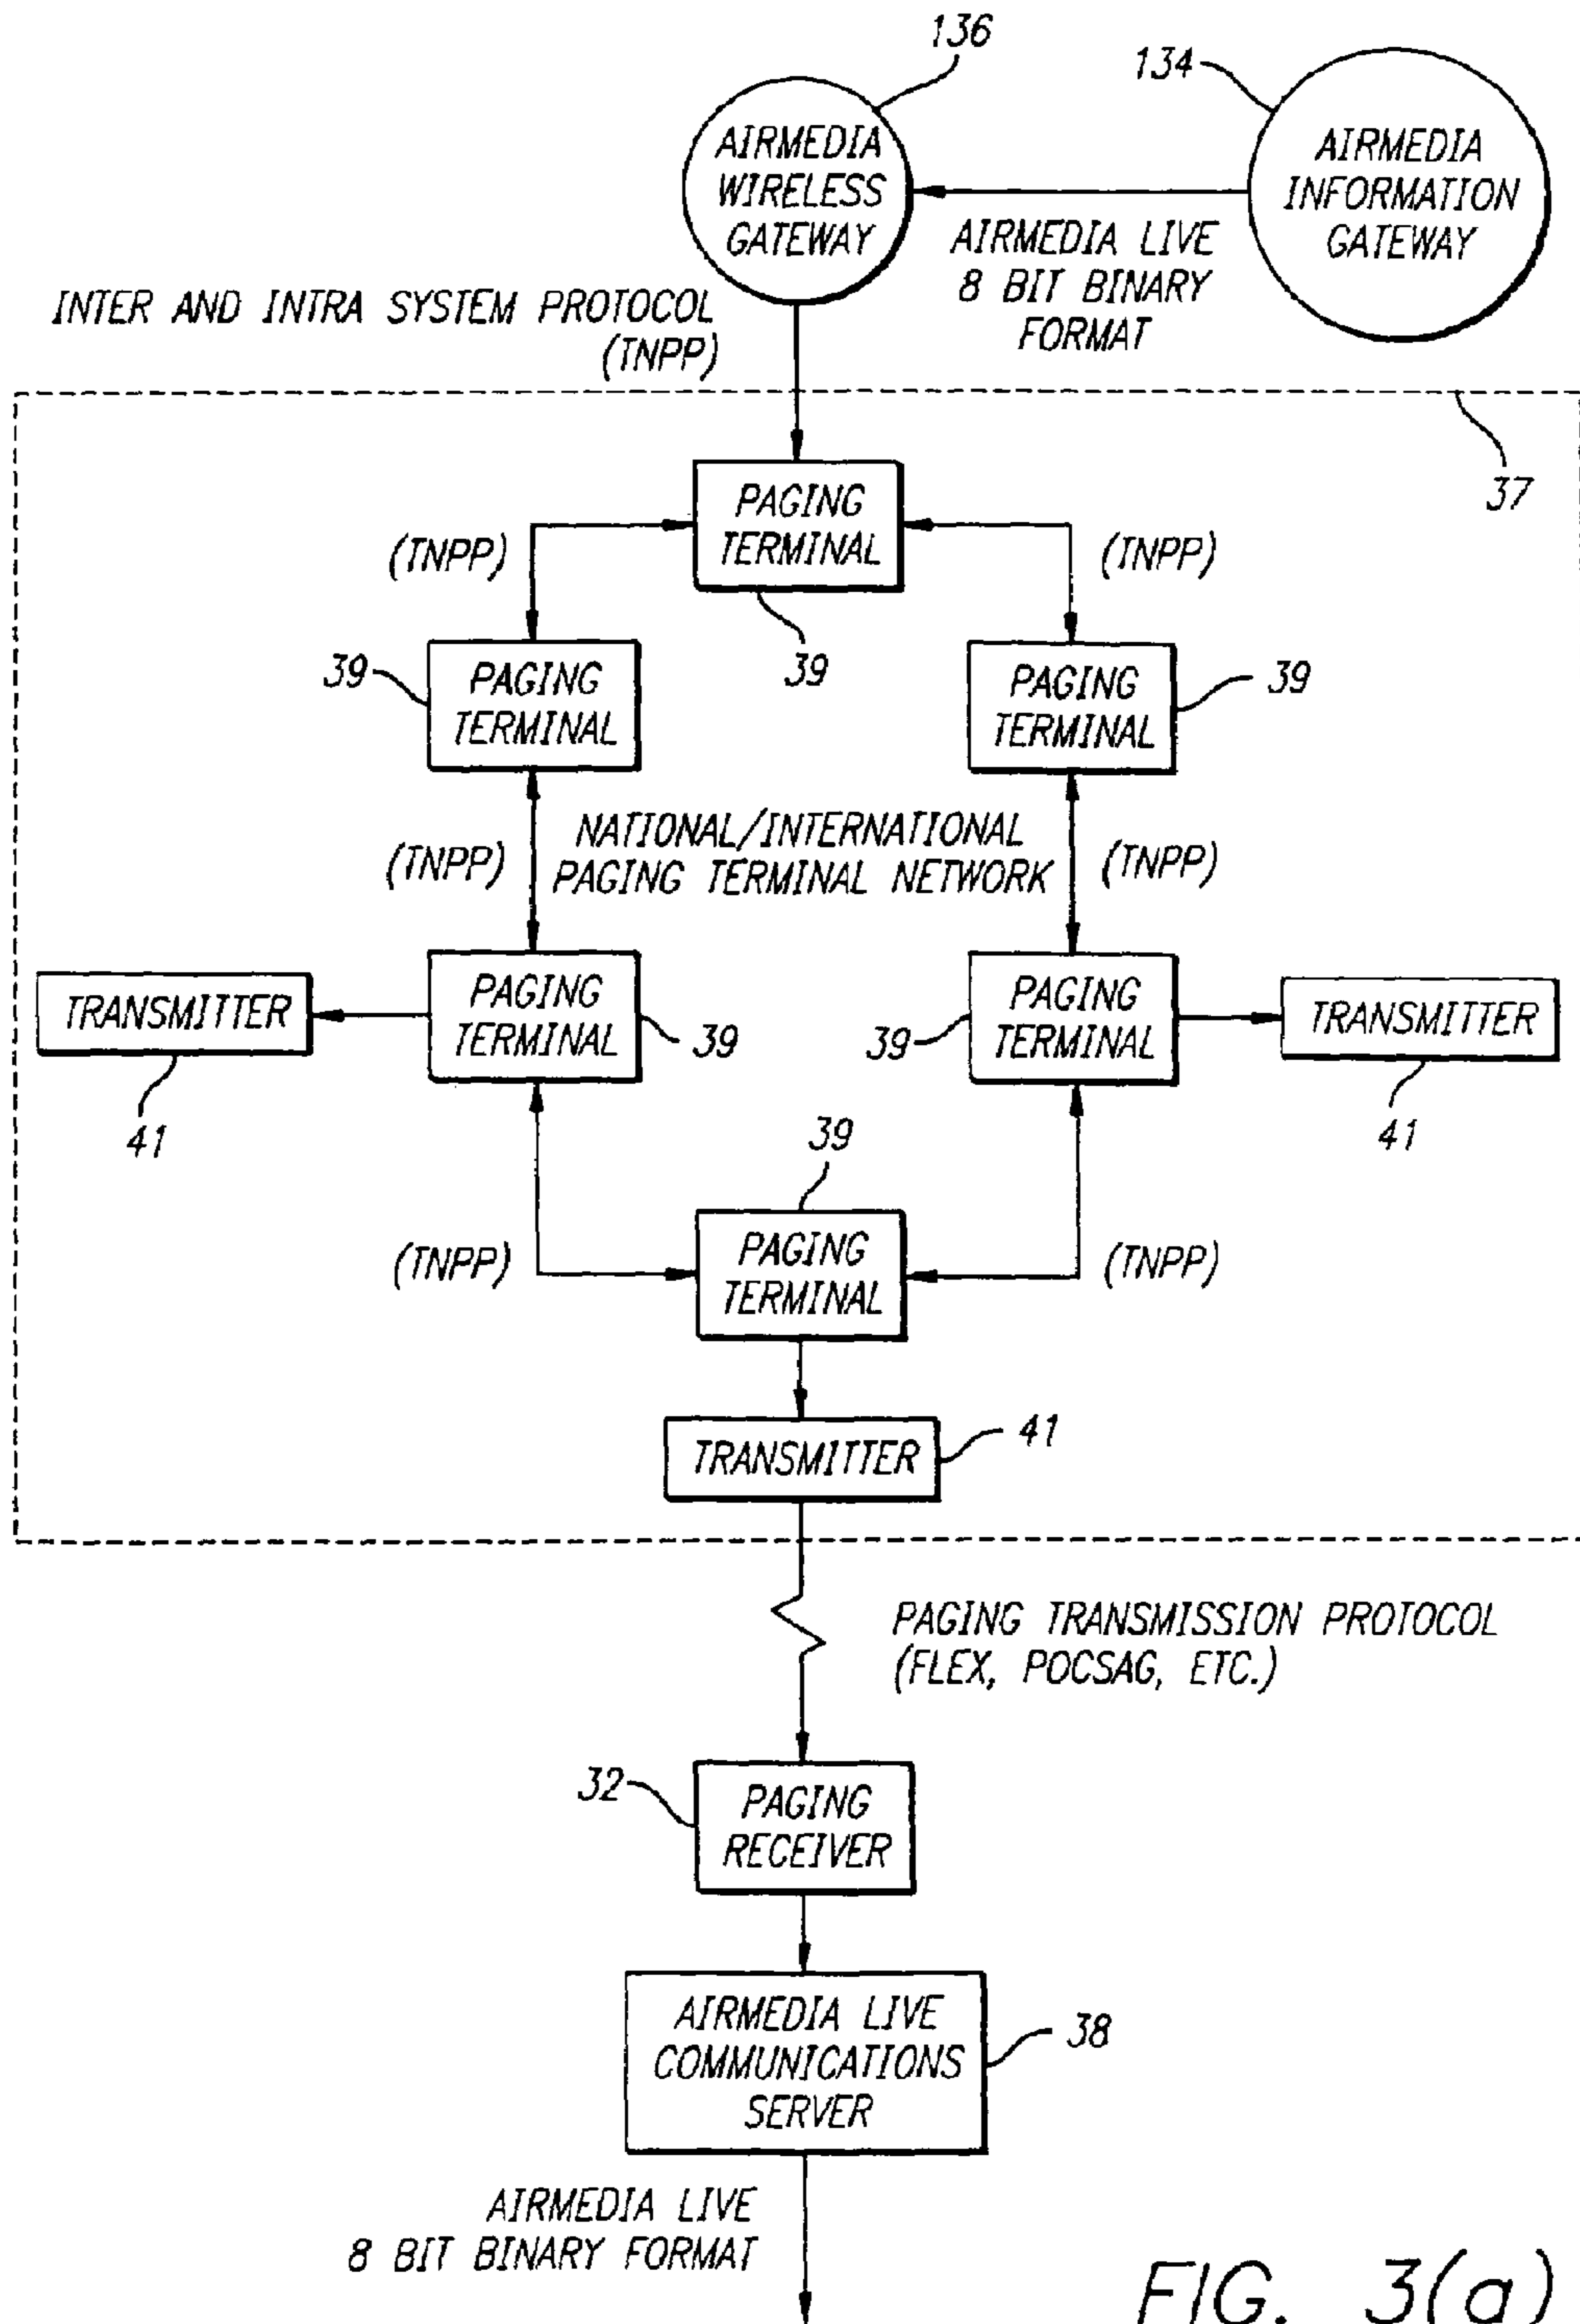 136
134
AIRMEDIA
WIRELESS
GATEWAY
AIRMEDIA
INFORMATION
GATEWAY
AIRMEDIA LIVE
8 BIT BINARY
FORMAT
INTER AND INTRA SYSTEM PROTOCOL
(TNPP)
37
PAGING
TERMINAL
39
(TNPP)
(TNPP)
39
PAGING
TERMINAL
PAGING
TERMINAL
39
(TNPP)
NATIONAL/INTERNATIONAL
PAGING TERMINAL NETWORK
(TNPP)
TRANSMITTER
41
PAGING
TERMINAL
39
39
PAGING
TERMINAL
TRANSMITTER
41
39
(TNPP)
PAGING
TERMINAL
(TNPP)
TRANSMITTER
41
PAGING TRANSMISSION PROTOCOL
(FLEX, POCSAG, ETC.)
32
PAGING
RECEIVER
AIRMEDIA LIVE
COMMUNICATIONS
SERVER
38
AIRMEDIA LIVE
8 BIT BINARY FORMAT
FIG. 3(a)